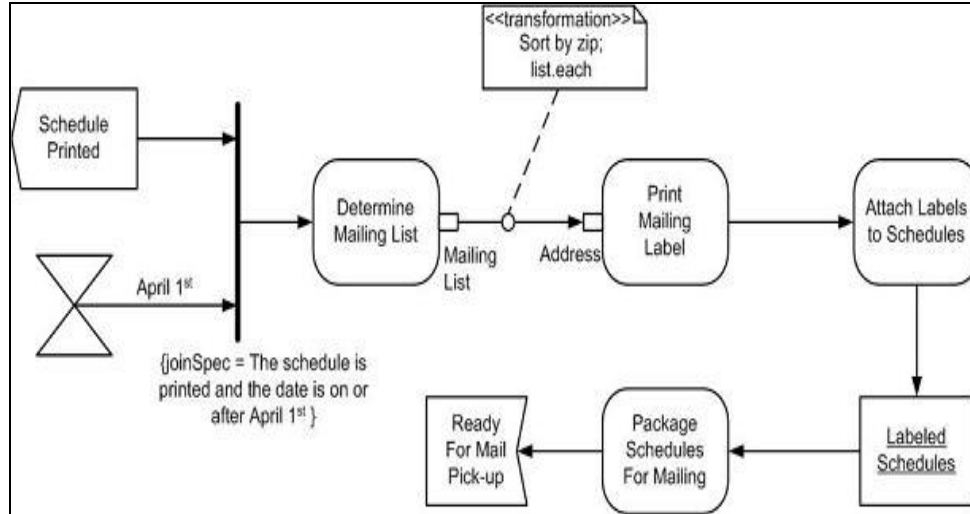 <<transformation>>
Sort by zip;
list.each
Schedule
Printed
Determine
Mailing List
Mailing
List
Address
Print
Mailing
Label
Attach Labels
to Schedules
April 1st
{joinSpec = The schedule is
printed and the date is on or
after April 1st }
Ready
For Mail
Pick-up
Package
Schedules
For Mailing
Labeled
Schedules